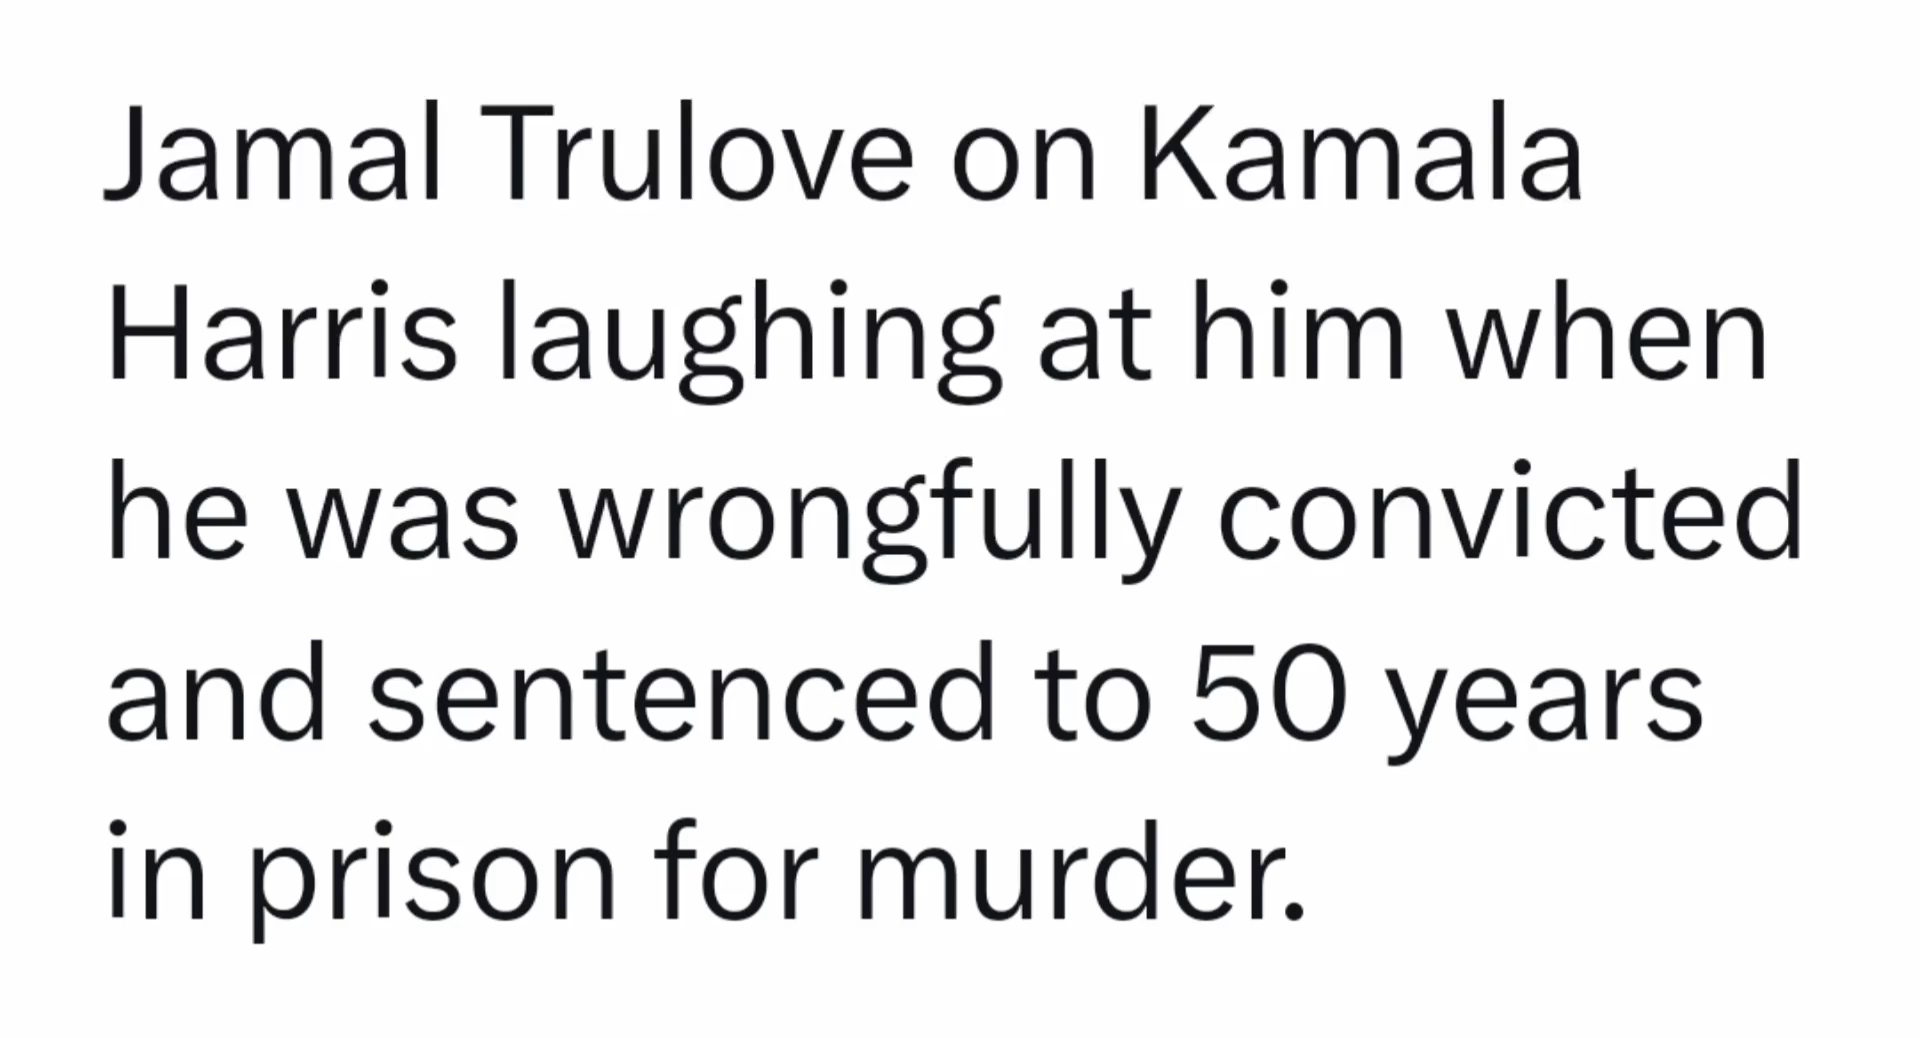 Jamal Trulove on Kamala
Harris laughing at him when
he was wrongfully convicted
and sentenced to 50 years
in prison for murder.